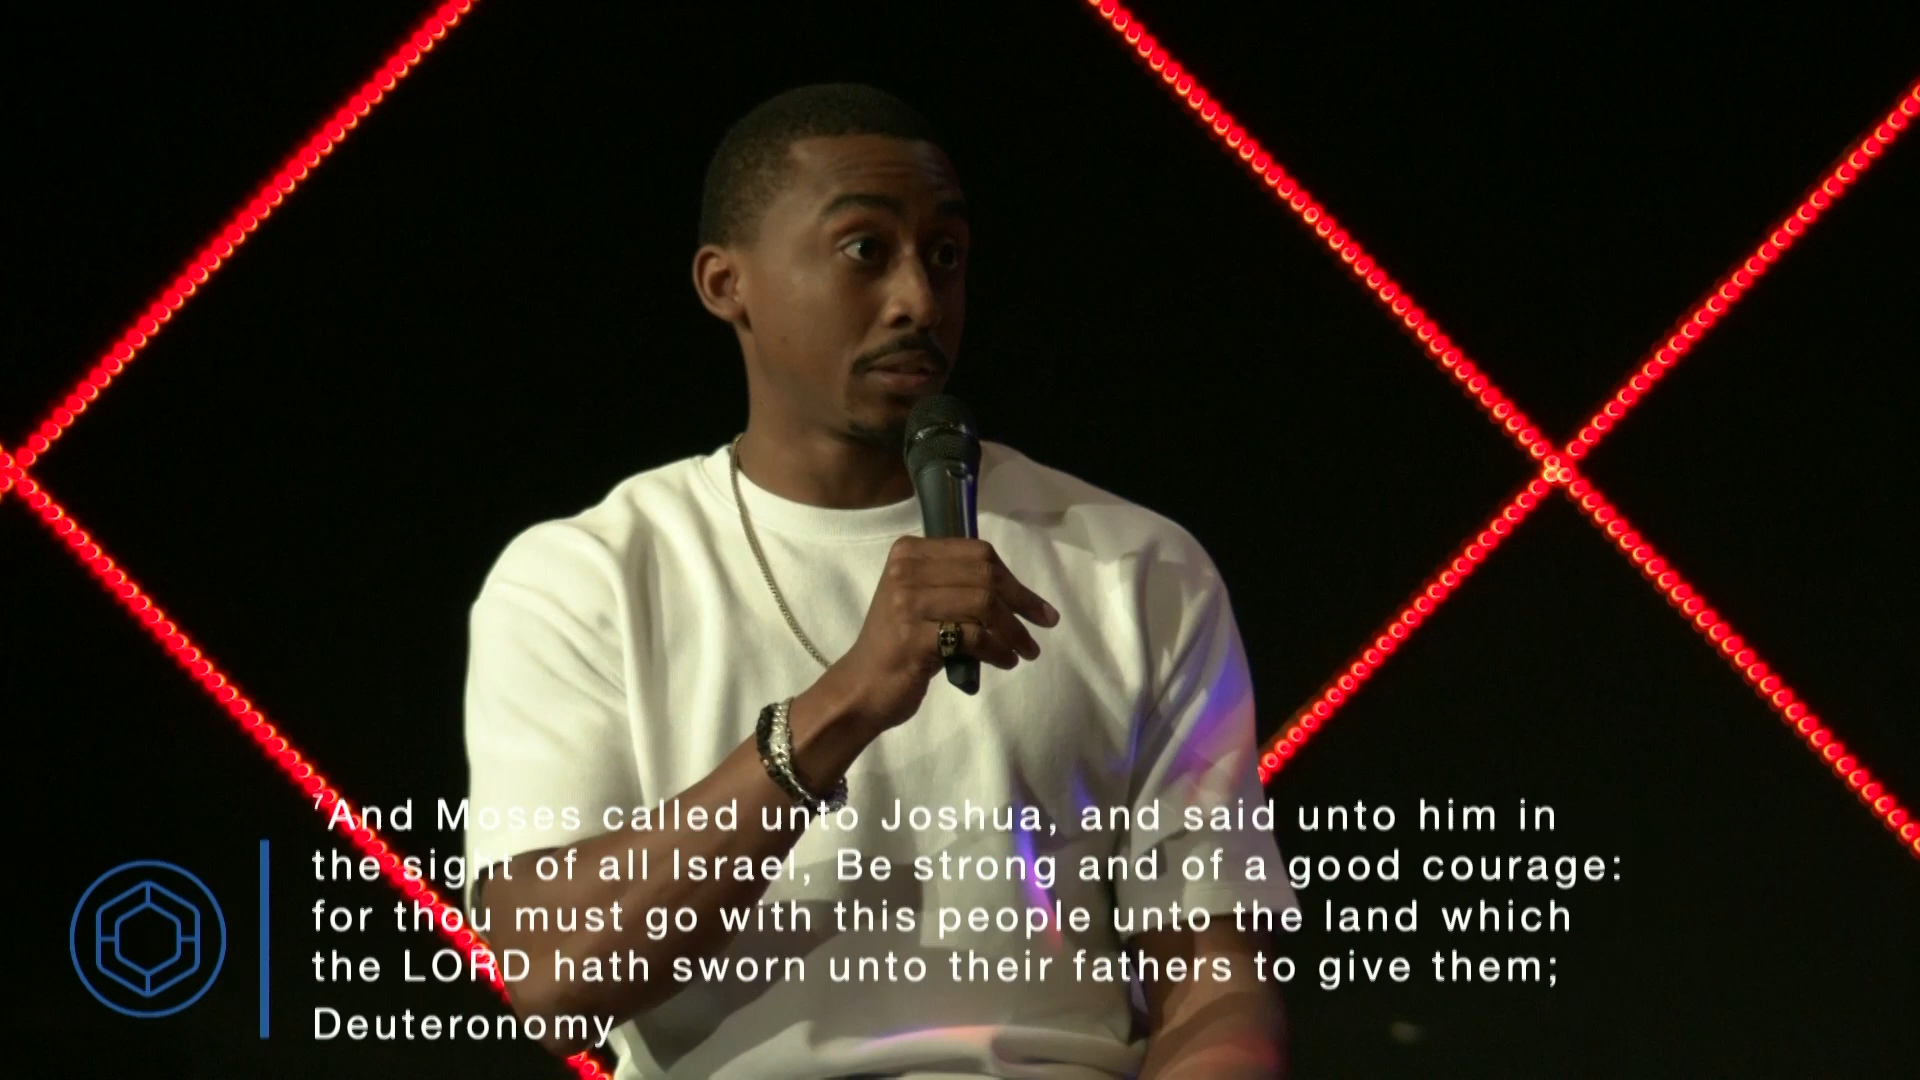 ⁷And Moses called unto Joshua, and said unto him in
the sight of all Israel, Be strong and of a good courage:
for thou must go with this people unto the land which
the LORD hath sworn unto their fathers to give them;
Deuteronomy